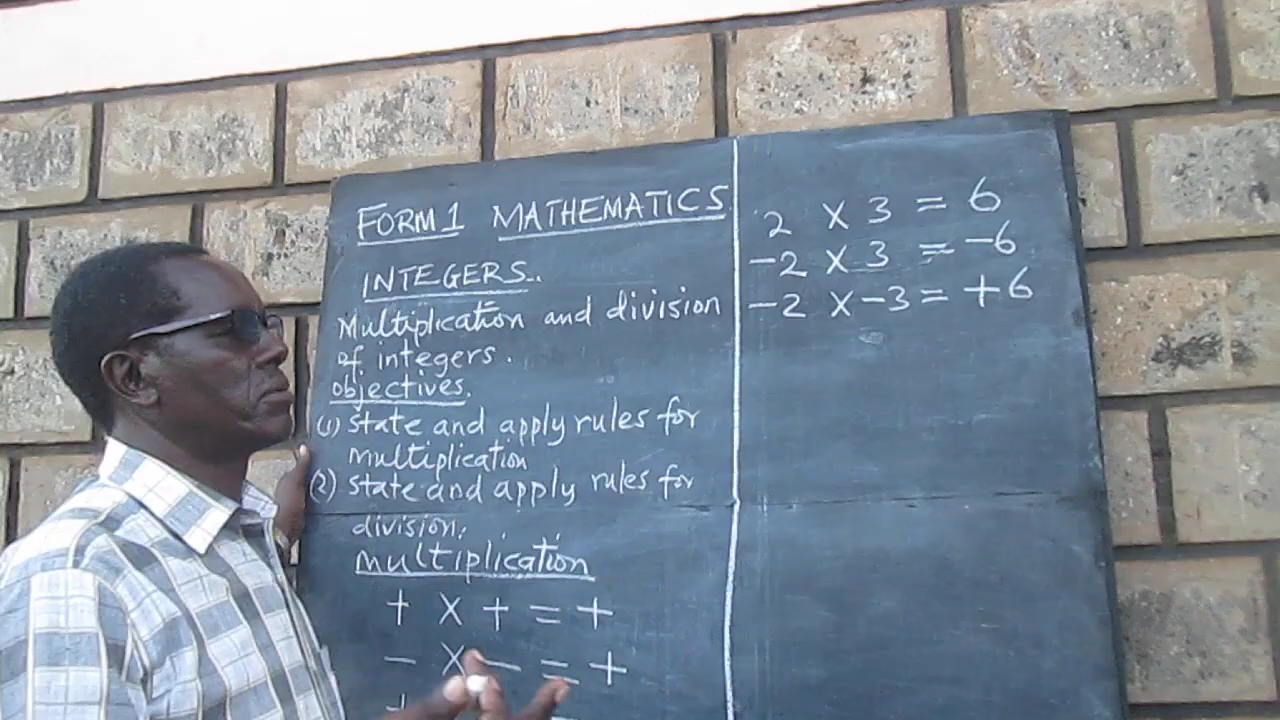 FORM 1 MATHEMATICS
INTEGERS..
Multiplication and division
of integers.
Objectives.
(1) State and apply rules for
multiplication
(2) State and apply rules for
division.
Multiplication
+ X + = +
- X - = +
+
2 X 3 = 6
-2 X 3 = -6
-2 X -3 = +6